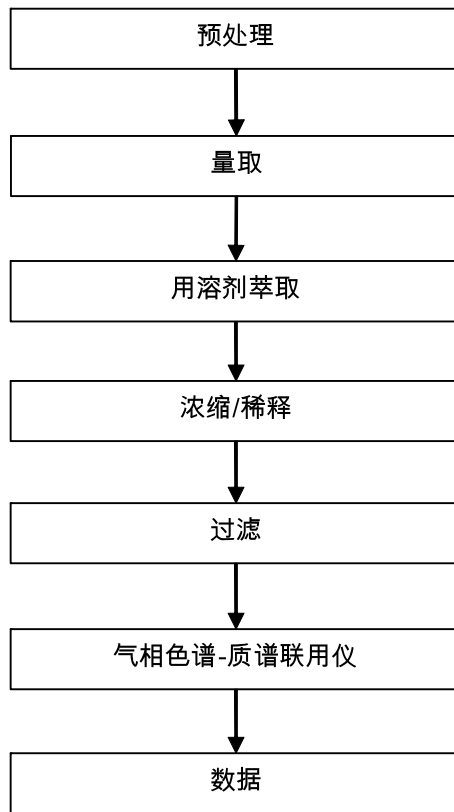 预处理
量取
用溶剂萃取
浓缩/稀释
过滤
气相色谱-质谱联用仪
数据